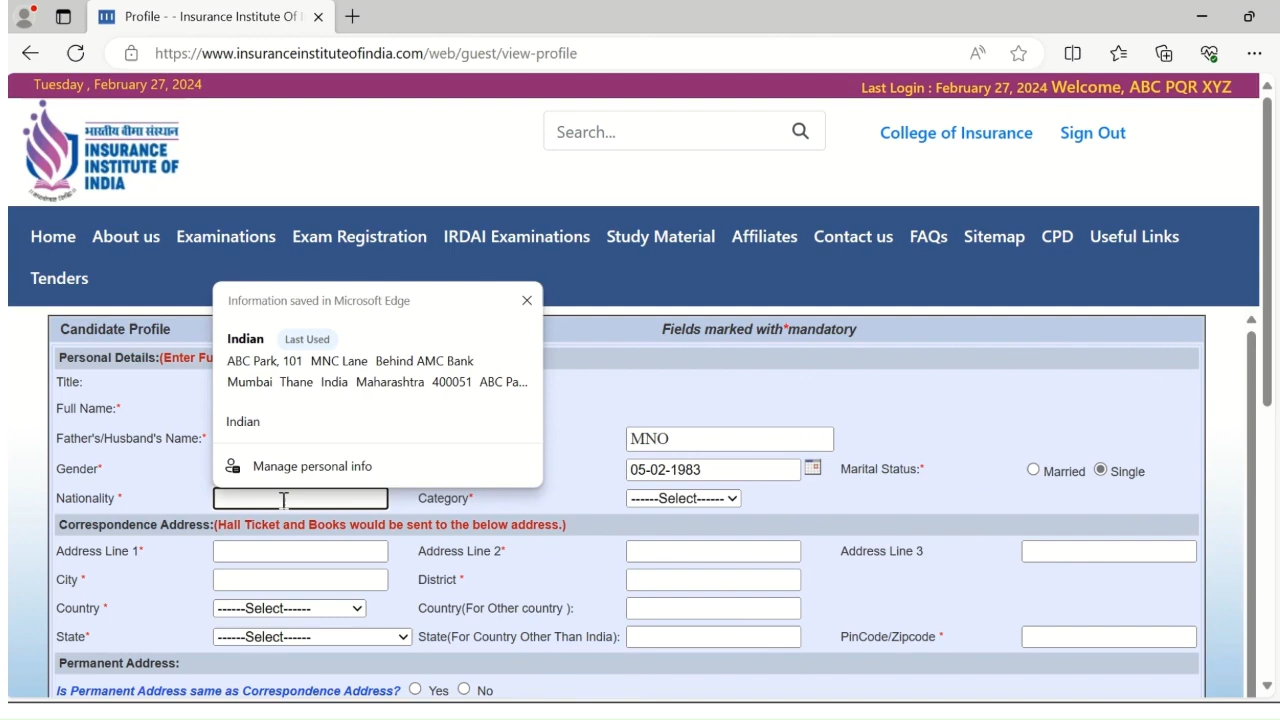 Profile - - Insurance Institute Of I
https://www.insuranceinstituteofindia.com/web/guest/view-profile
Tuesday , February 27, 2024
Last Login : February 27, 2024 Welcome, ABC PQR XYZ
भारतीय बीमा संस्थान
INSURANCE
INSTITUTE OF
INDIA
Search...
College of Insurance
Sign Out
Home About us Examinations Exam Registration IRDAI Examinations Study Material Affiliates Contact us FAQs Sitemap CPD Useful Links
Tenders
Information saved in Microsoft Edge
Indian Last Used
ABC Park, 101 MNC Lane Behind AMC Bank
Mumbai Thane India Maharashtra 400051 ABC Pa...
Indian
Manage personal info
Candidate Profile
Fields marked with*mandatory
Personal Details:(Enter Fu
Title:
Full Name:*
Father's/Husband's Name:* MNO
Gender* 05-02-1983 Marital Status:* Married Single
Nationality * Category* ------Select------
Correspondence Address:(Hall Ticket and Books would be sent to the below address.)
Address Line 1* Address Line 2* Address Line 3
City * District *
Country * ------Select------ Country(For Other country ):
State* ------Select------ State(For Country Other Than India): PinCode/Zipcode *
Permanent Address:
Is Permanent Address same as Correspondence Address? Yes No